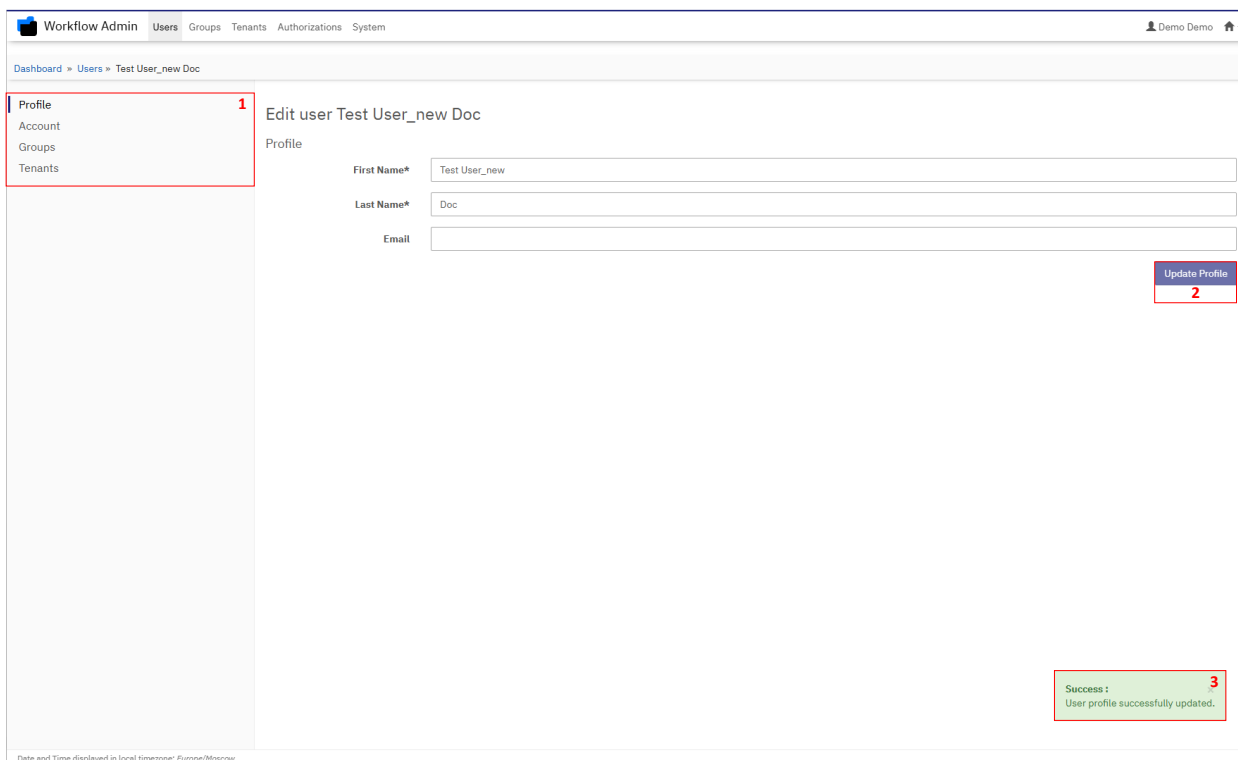 Workflow Admin Users Groups Tenants Authorizations System Demo Demo
Dashboard » Users » Test User_new Doc
Profile 1
Account
Groups
Tenants
Edit user Test User_new Doc
Profile
First Name* Test User_new
Last Name* Doc
Email
Update Profile
2
Success : × 3
User profile successfully updated.
Date and Time displayed in local timezone: Europe/Moscow